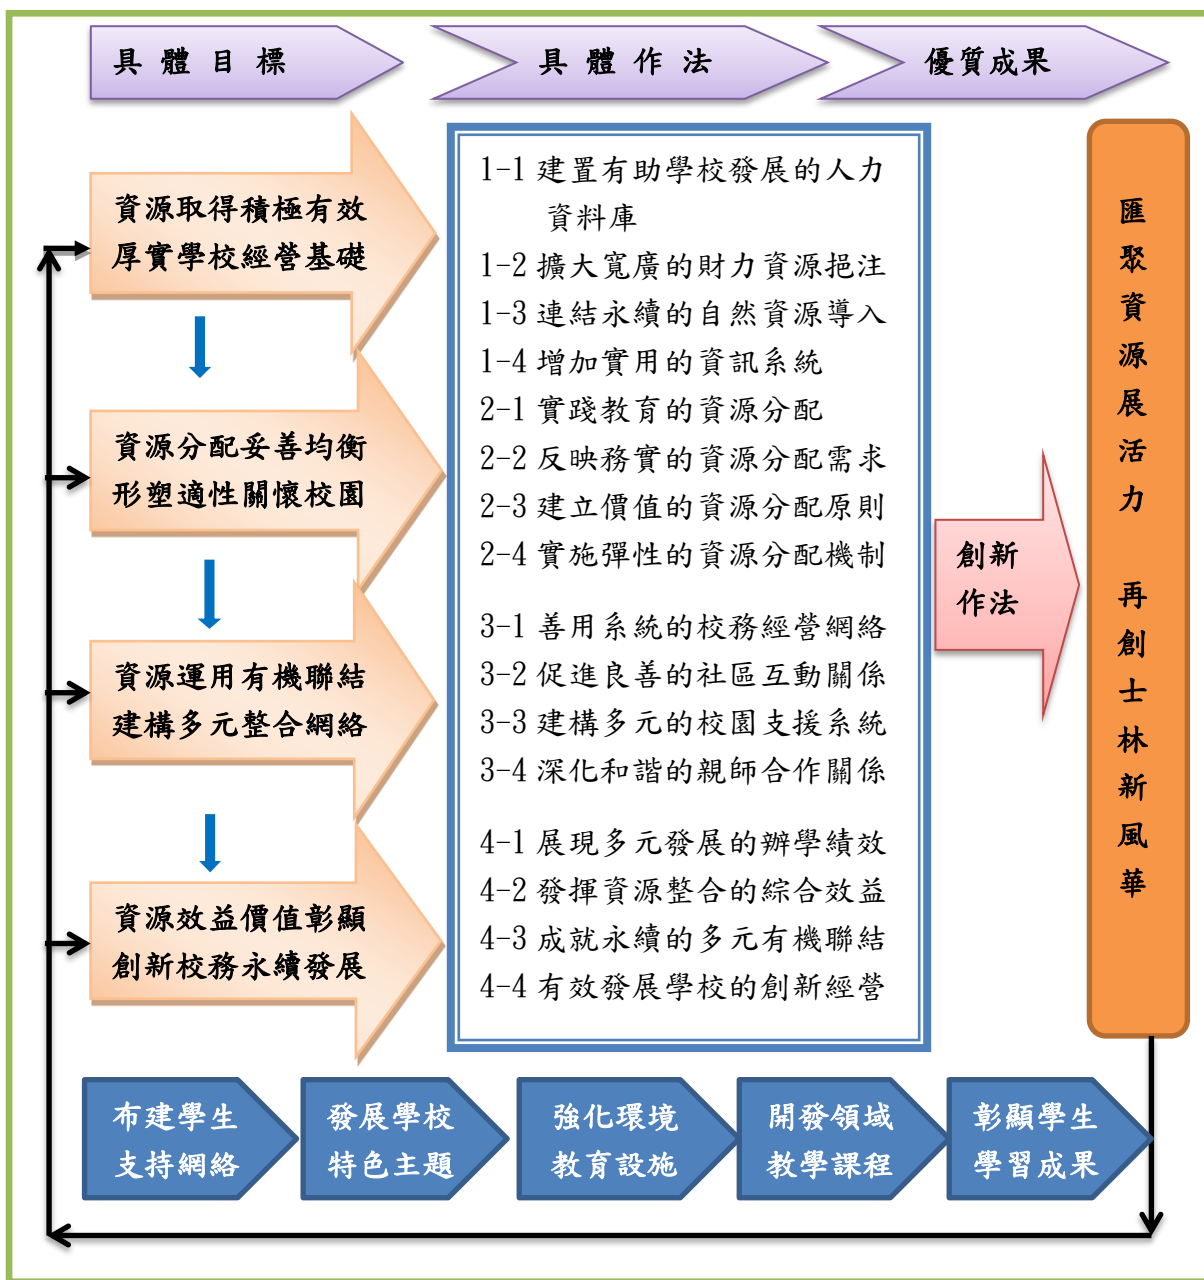 具體目標
具體作法
優質成果
資源取得積極有效
厚實學校經營基礎
資源分配妥善均衡
形塑適性關懷校園
資源運用有機聯結
建構多元整合網絡
資源效益價值彰顯
創新校務永續發展
1-1 建置有助學校發展的人力
資料庫
1-2 擴大寬廣的財力資源挹注
1-3 連結永續的自然資源導入
1-4 增加實用的資訊系統
2-1 實踐教育的資源分配
2-2 反映務實的資源分配需求
2-3 建立價值的資源分配原則
2-4 實施彈性的資源分配機制
3-1 善用系統的校務經營網絡
3-2 促進良善的社區互動關係
3-3 建構多元的校園支援系統
3-4 深化和諧的親師合作關係
4-1 展現多元發展的辦學績效
4-2 發揮資源整合的綜合效益
4-3 成就永續的多元有機聯結
4-4 有效發展學校的創新經營
創新
作法
匯聚資源展活力 再創士林新風華
布建學生
支持網絡
發展學校
特色主題
強化環境
教育設施
開發領域
教學課程
彰顯學生
學習成果